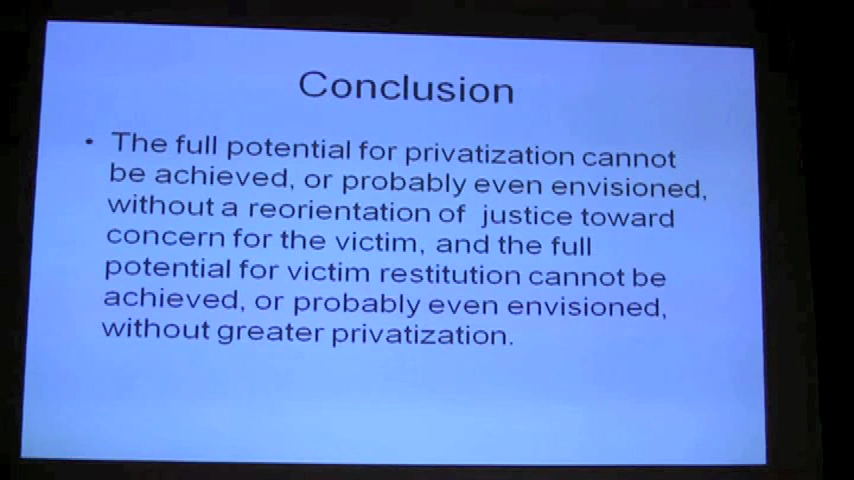 Conclusion
• The full potential for privatization cannot
be achieved, or probably even envisioned,
without a reorientation of justice toward
concern for the victim, and the full
potential for victim restitution cannot be
achieved, or probably even envisioned,
without greater privatization.